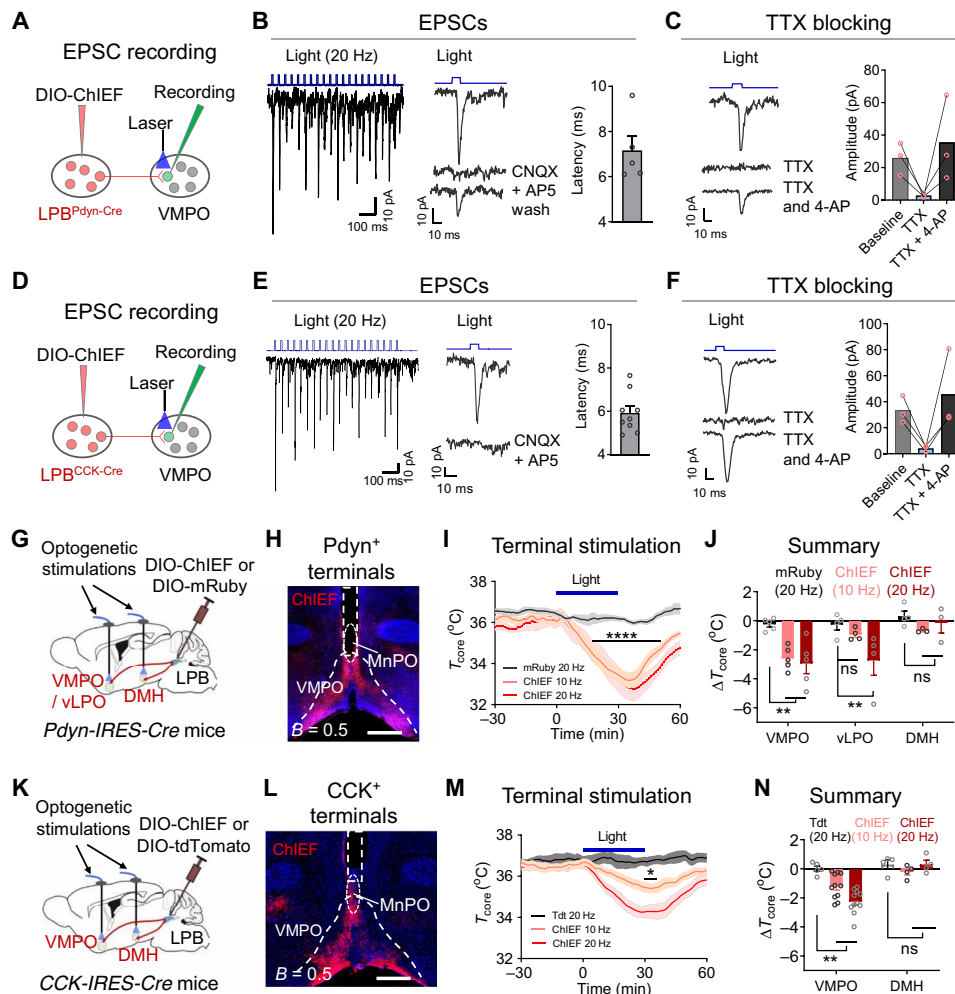 A
EPSC recording
DIO-ChIEF
Recording
Laser
LPBPdyn-Cre
VMPO
B
EPSCs
Light (20 Hz)
10 pA
100 ms
Light
CNQX
+ AP5
wash
10 pA
10 ms
Latency (ms)
10
8
6
4
C
TTX blocking
Light
TTX
TTX
and 4-AP
10 pA
10 ms
Amplitude (pA)
80
60
40
20
0
Baseline
TTX
TTX + 4-AP
D
EPSC recording
DIO-ChIEF
Recording
Laser
LPBCCK-Cre
VMPO
E
EPSCs
Light (20 Hz)
10 pA
100 ms
Light
CNQX
+ AP5
10 pA
10 ms
Latency (ms)
10
8
6
4
F
TTX blocking
Light
TTX
TTX
and 4-AP
10 pA
10 ms
Amplitude (pA)
100
80
60
40
20
0
Baseline
TTX
TTX + 4-AP
G
Optogenetic
stimulations
DIO-ChIEF or
DIO-mRuby
VMPO
/ vLPO
DMH
LPB
Pdyn-IRES-Cre mice
H
Pdyn+
terminals
ChIEF
MnPO
VMPO
B = 0.5
I
Terminal stimulation
Light
Tcore (°C)
38
36
34
32
****
mRuby 20 Hz
ChIEF 10 Hz
ChIEF 20 Hz
−30
0
30
60
Time (min)
J
Summary
mRuby
(20 Hz)
ChIEF
(10 Hz)
ChIEF
(20 Hz)
ΔTcore (°C)
2
0
−2
−4
−6
**
ns
**
ns
VMPO
vLPO
DMH
K
Optogenetic
stimulations
DIO-ChIEF or
DIO-tdTomato
VMPO
DMH
LPB
CCK-IRES-Cre mice
L
CCK+
terminals
ChIEF
MnPO
VMPO
B = 0.5
M
Terminal stimulation
Light
Tcore (°C)
38
36
34
32
*
Tdt 20 Hz
ChIEF 10 Hz
ChIEF 20 Hz
−30
0
30
60
Time (min)
N
Summary
Tdt
(20 Hz)
ChIEF
(10 Hz)
ChIEF
(20 Hz)
ΔTcore (°C)
2
0
−2
−4
−6
**
ns
VMPO
DMH